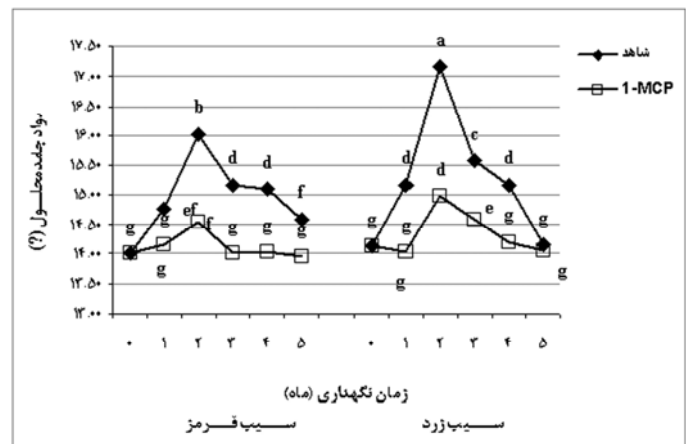 ۱۷.۵۰
۱۷.۰۰
۱۶.۵۰
۱۶.۰۰
۱۵.۵۰
۱۵.۰۰
۱۴.۵۰
۱۴.۰۰
۱۳.۵۰
۱۳.۰۰
مواد جامد محلول (?)
a
b
c
d
d
d
d
d
f
ef
f
e
g
g
g
g
g
g
g
g
g
g
g
g
۰ ۱ ۲ ۳ ۴ ۵ ۰ ۱ ۲ ۳ ۴ ۵
زمان نگهداری (ماه)
سیب قرمز سیب زرد
شاهد
1-MCP